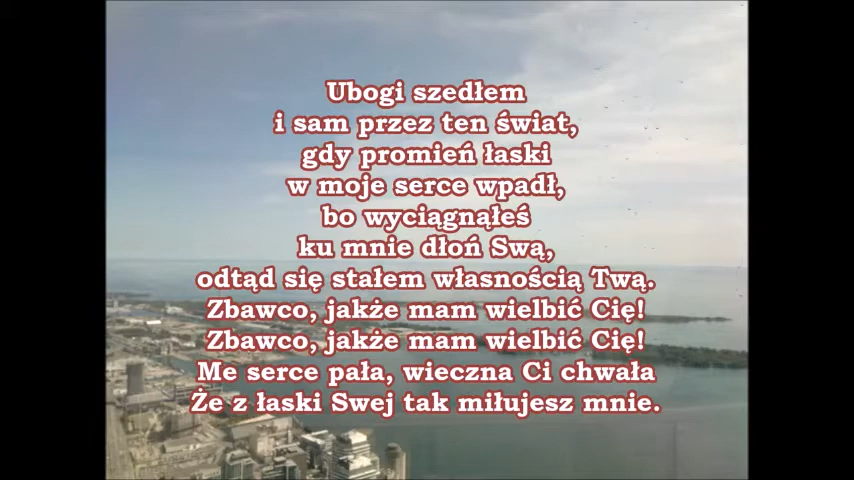 Ubogi szedłem
i sam przez ten świat,
gdy promień łaski
w moje serce wpadł,
bo wyciągnąłeś
ku mnie dłoń Swą,
odtąd się stałem własnością Twą.
Zbawco, jakże mam wielbić Cię!
Zbawco, jakże mam wielbić Cię!
Me serce pała, wieczna Ci chwała
Że z łaski Swej tak miłujesz mnie.